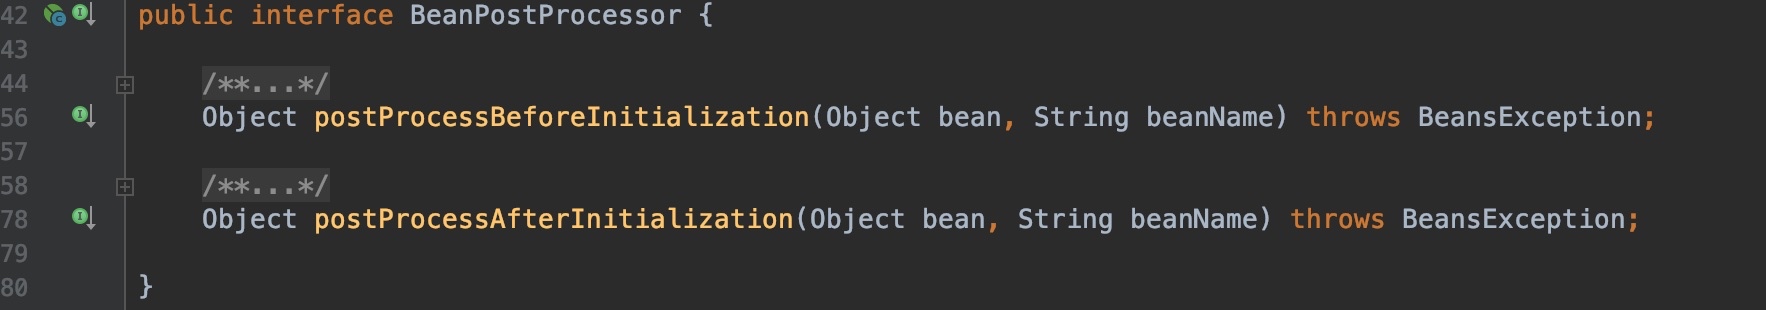 42 public interface BeanPostProcessor {
43
44 /**...*/
56 Object postProcessBeforeInitialization(Object bean, String beanName) throws BeansException;
57
58 /**...*/
78 Object postProcessAfterInitialization(Object bean, String beanName) throws BeansException;
79
80 }